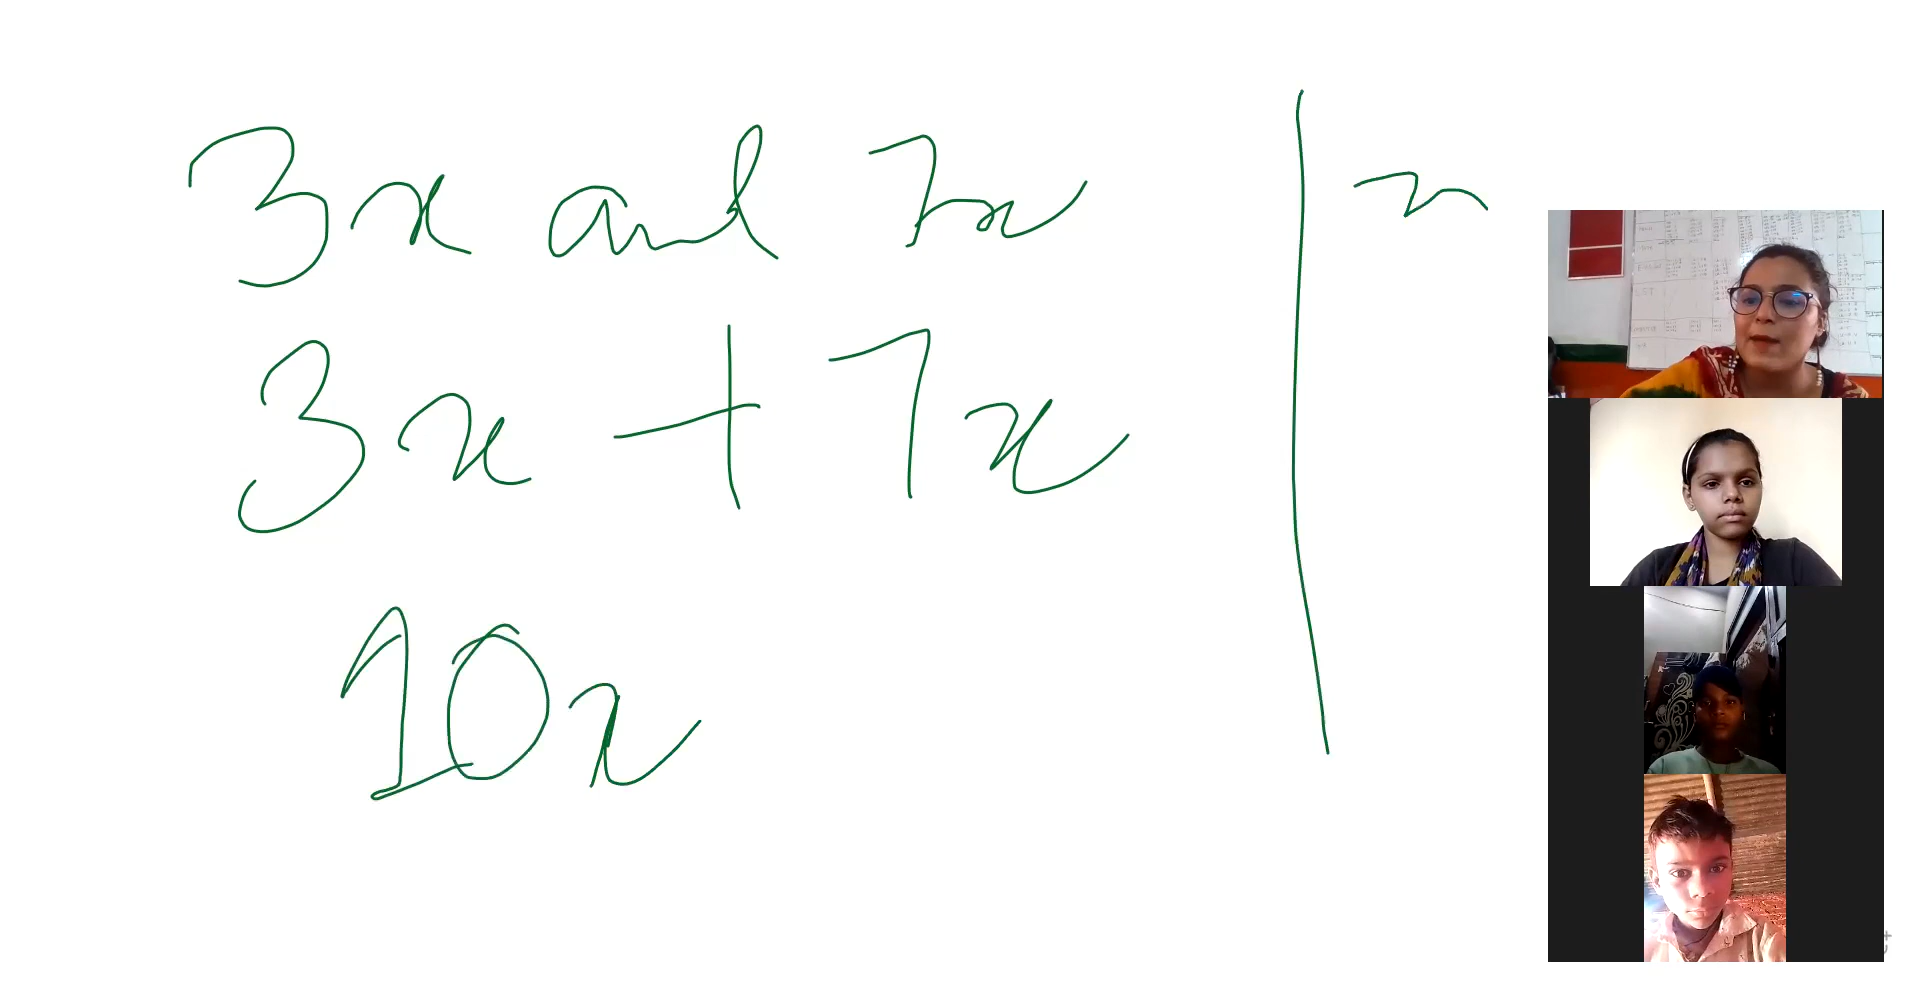 3x and 7x
3x + 7x
10x